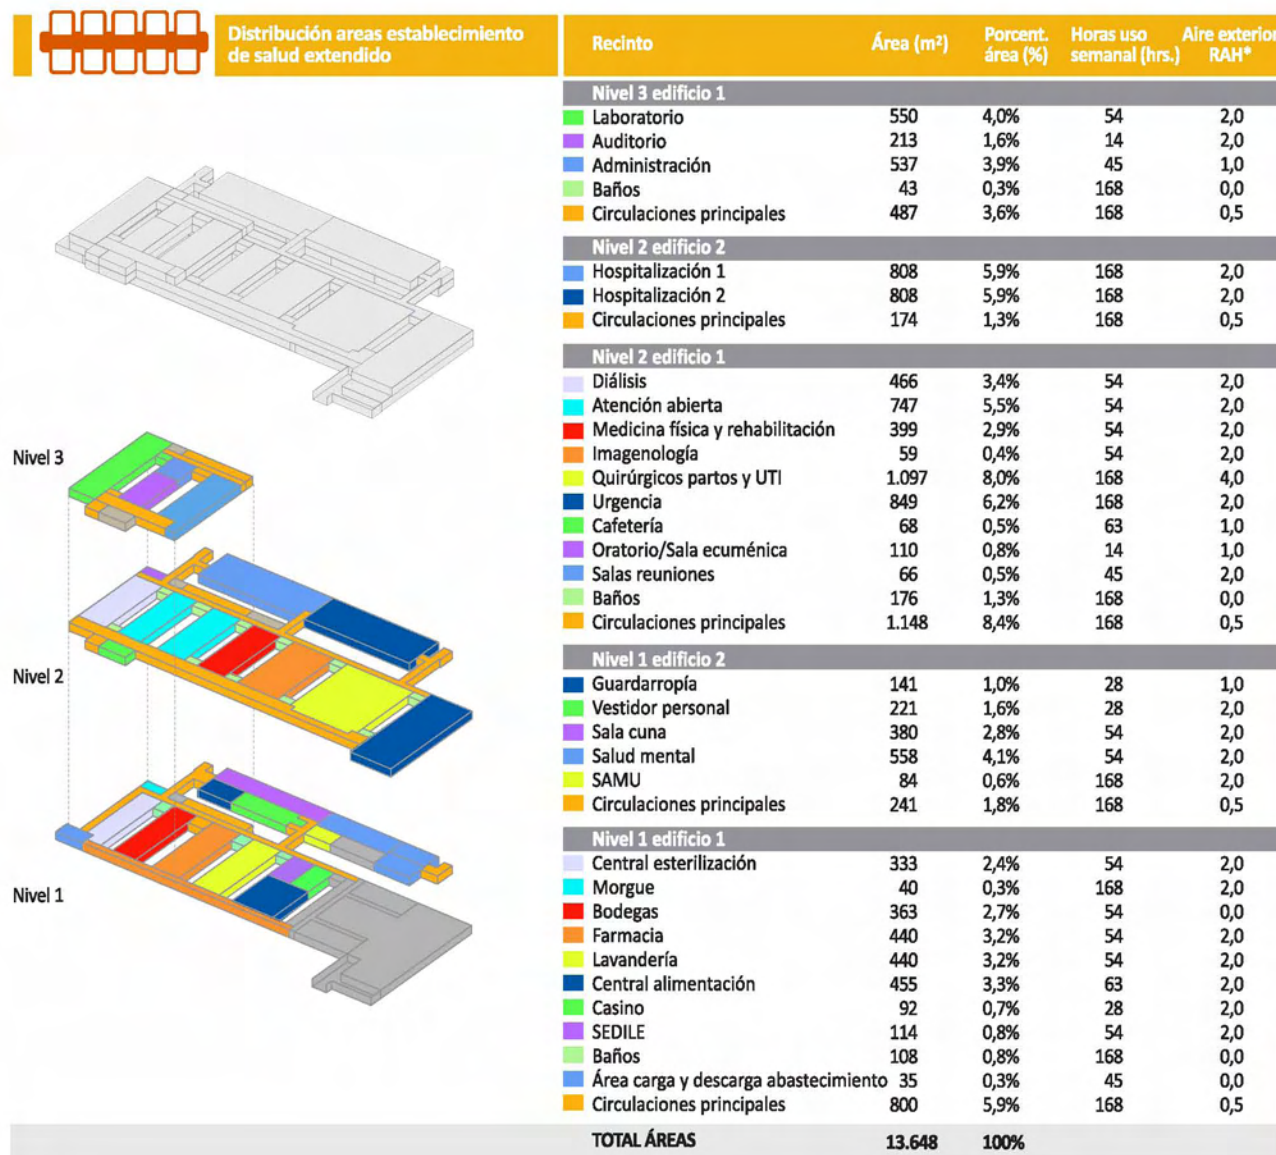 Distribución areas establecimiento
de salud extendido
Nivel 3
Nivel 2
Nivel 1
Recinto Área (m²) Porcent. área (%) Horas uso semanal (hrs.) Aire exterior RAH*
Nivel 3 edificio 1
Laboratorio 550 4,0% 54 2,0
Auditorio 213 1,6% 14 2,0
Administración 537 3,9% 45 1,0
Baños 43 0,3% 168 0,0
Circulaciones principales 487 3,6% 168 0,5
Nivel 2 edificio 2
Hospitalización 1 808 5,9% 168 2,0
Hospitalización 2 808 5,9% 168 2,0
Circulaciones principales 174 1,3% 168 0,5
Nivel 2 edificio 1
Diálisis 466 3,4% 54 2,0
Atención abierta 747 5,5% 54 2,0
Medicina física y rehabilitación 399 2,9% 54 2,0
Imagenología 59 0,4% 54 2,0
Quirúrgicos partos y UTI 1.097 8,0% 168 4,0
Urgencia 849 6,2% 168 2,0
Cafetería 68 0,5% 63 1,0
Oratorio/Sala ecuménica 110 0,8% 14 1,0
Salas reuniones 66 0,5% 45 2,0
Baños 176 1,3% 168 0,0
Circulaciones principales 1.148 8,4% 168 0,5
Nivel 1 edificio 2
Guardarropía 141 1,0% 28 1,0
Vestidor personal 221 1,6% 28 2,0
Sala cuna 380 2,8% 54 2,0
Salud mental 558 4,1% 54 2,0
SAMU 84 0,6% 168 2,0
Circulaciones principales 241 1,8% 168 0,5
Nivel 1 edificio 1
Central esterilización 333 2,4% 54 2,0
Morgue 40 0,3% 168 2,0
Bodegas 363 2,7% 54 0,0
Farmacia 440 3,2% 54 2,0
Lavandería 440 3,2% 54 2,0
Central alimentación 455 3,3% 63 2,0
Casino 92 0,7% 28 2,0
SEDILE 114 0,8% 54 2,0
Baños 108 0,8% 168 0,0
Área carga y descarga abastecimiento 35 0,3% 45 0,0
Circulaciones principales 800 5,9% 168 0,5
TOTAL ÁREAS 13.648 100%